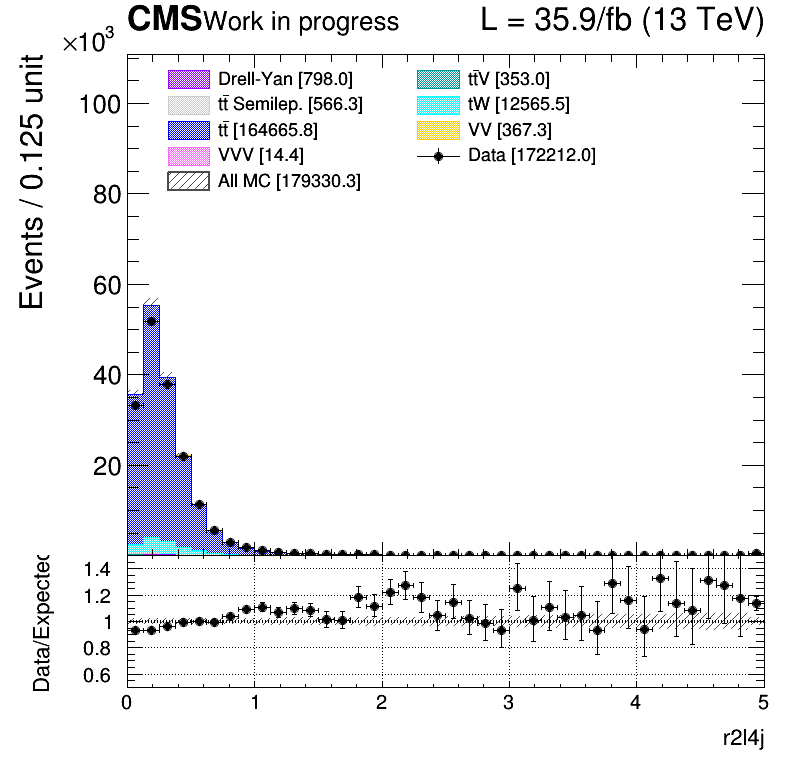 CMS Work in progress L = 35.9/fb (13 TeV)
×10³
Events / 0.125 unit
Drell-Yan [798.0]
tt̄ Semilep. [566.3]
tt̄ [164665.8]
VVV [14.4]
All MC [179330.3]
tt̄V [353.0]
tW [12565.5]
VV [367.3]
Data [172212.0]
100
80
60
40
20
Data/Expected
1.4
1.2
1
0.8
0.6
0 1 2 3 4 5
r2l4j